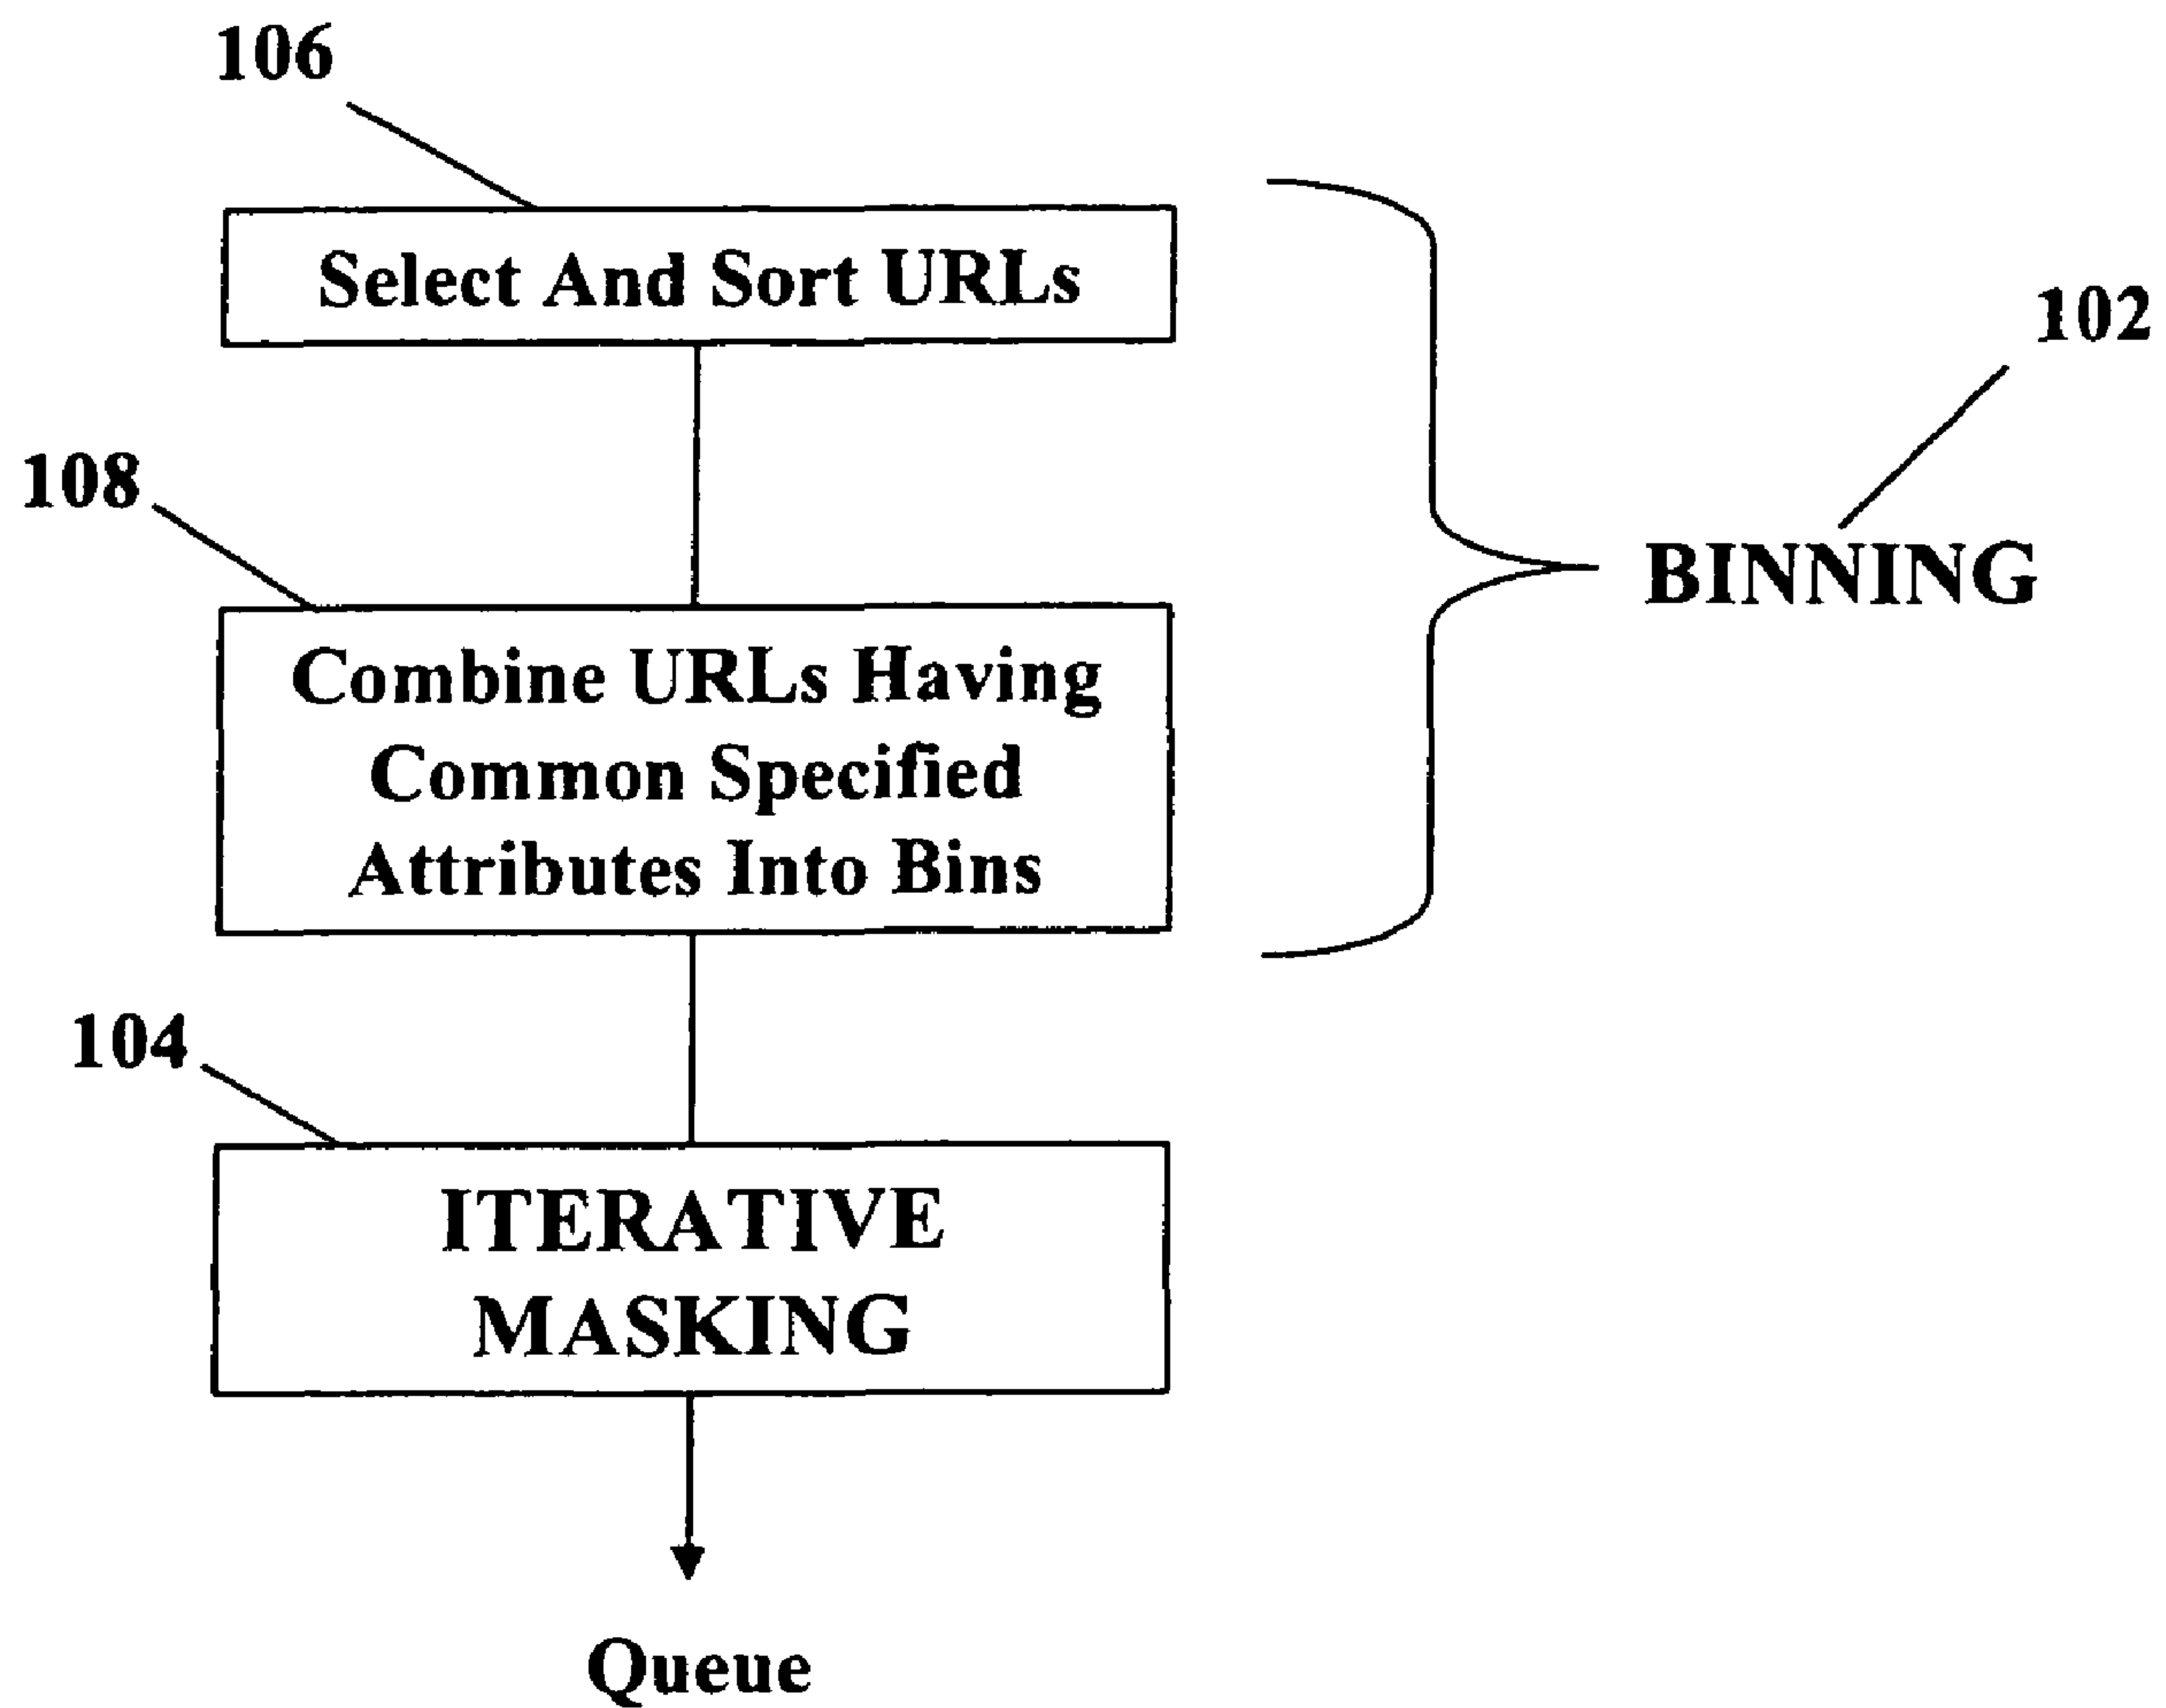 106
Select And Sort URLs
102
108
BINNING
Combine URLs Having
Common Specified
Attributes Into Bins
104
ITERATIVE
MASKING
Queue